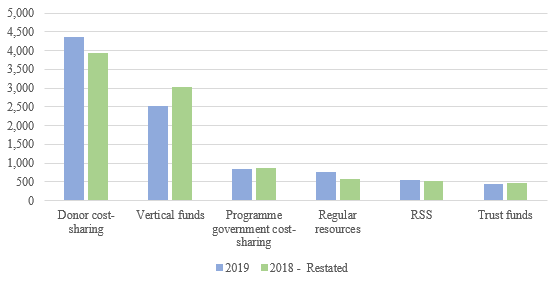 5,000
4,500
4,000
3,500
3,000
2,500
2,000
1,500
1,000
500
0
Donor cost-
sharing
Vertical funds
Programme
government cost-
sharing
Regular
resources
RSS
Trust funds
2019
2018 - Restated